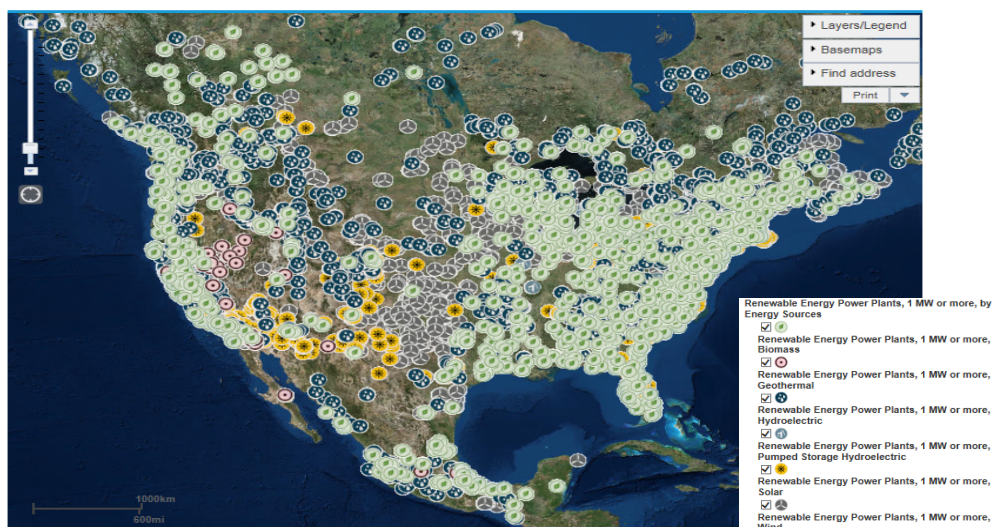 Layers/Legend
Basemaps
Find address
Print
Renewable Energy Power Plants, 1 MW or more, by
Energy Sources
Renewable Energy Power Plants, 1 MW or more,
Biomass
Renewable Energy Power Plants, 1 MW or more,
Geothermal
Renewable Energy Power Plants, 1 MW or more,
Hydroelectric
Renewable Energy Power Plants, 1 MW or more,
Pumped Storage Hydroelectric
Renewable Energy Power Plants, 1 MW or more,
Solar
Renewable Energy Power Plants, 1 MW or more,
Wind
1000km
600mi